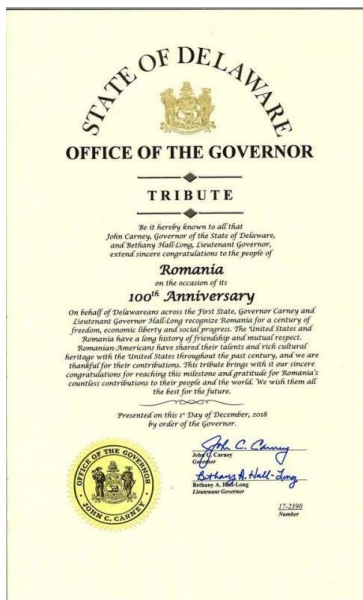 STATE OF DELAWARE
OFFICE OF THE GOVERNOR
TRIBUTE
Be it hereby known to all that
John Carney, Governor of the State of Delaware,
and Bethany Hall-Long, Lieutenant Governor,
extend sincere congratulations to the people of
Romania
on the occasion of its
100th Anniversary
On behalf of Delawareans across the First State, Governor Carney and
Lieutenant Governor Hall-Long recognize Romania for a century of
freedom, economic liberty and social progress. The United States and
Romania have a long history of friendship and mutual respect.
Romanian-Americans have shared their talents and rich cultural
heritage with the United States throughout the past century, and we are
thankful for their contributions. This tribute brings with it our sincere
congratulations for reaching this milestone and gratitude for Romania's
countless contributions to their people and the world. We wish them all
the best for the future.
Presented on this 1st Day of December, 2018
by order of the Governor.
John C. Carney
John C. Carney
Governor
Bethany A. Hall-Long
Bethany A. Hall-Long
Lieutenant Governor
17-2390
Number
OFFICE OF THE GOVERNOR
JOHN C. CARNEY